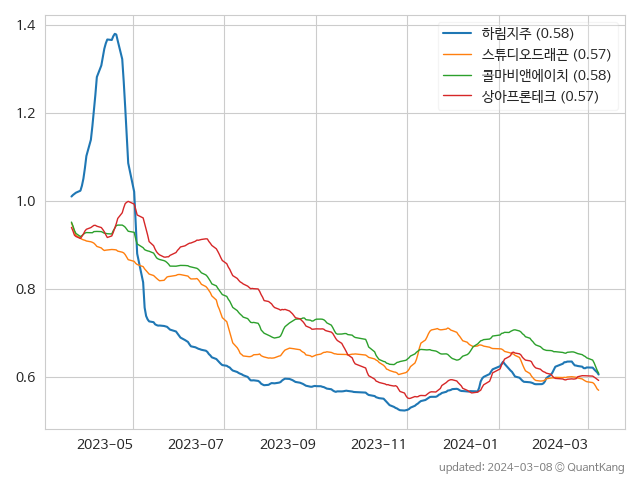 1.4
1.2
1.0
0.8
0.6
하림지주 (0.58)
스튜디오드래곤 (0.57)
콜마비앤에이치 (0.58)
상아프론테크 (0.57)
2023-05 2023-07 2023-09 2023-11 2024-01 2024-03
updated: 2024-03-08 © QuantKang